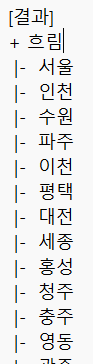 [결과]
+ 흐림
|- 서울
|- 인천
|- 수원
|- 파주
|- 이천
|- 평택
|- 대전
|- 세종
|- 홍성
|- 청주
|- 충주
|- 영동
|-